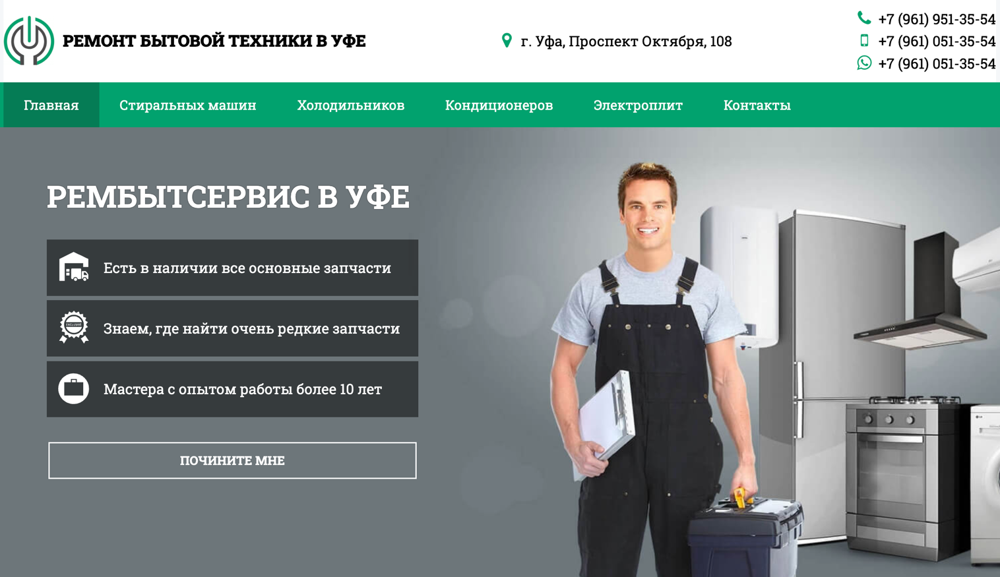 РЕМОНТ БЫТОВОЙ ТЕХНИКИ В УФЕ
г. Уфа, Проспект Октября, 108
+7 (961) 951-35-54
+7 (961) 051-35-54
+7 (961) 051-35-54
Главная Стиральных машин Холодильников Кондиционеров Электроплит Контакты
РЕМБЫТСЕРВИС В УФЕ
Есть в наличии все основные запчасти
EXCLUSIVE
Знаем, где найти очень редкие запчасти
Мастера с опытом работы более 10 лет
ПОЧИНИТЕ МНЕ
LG